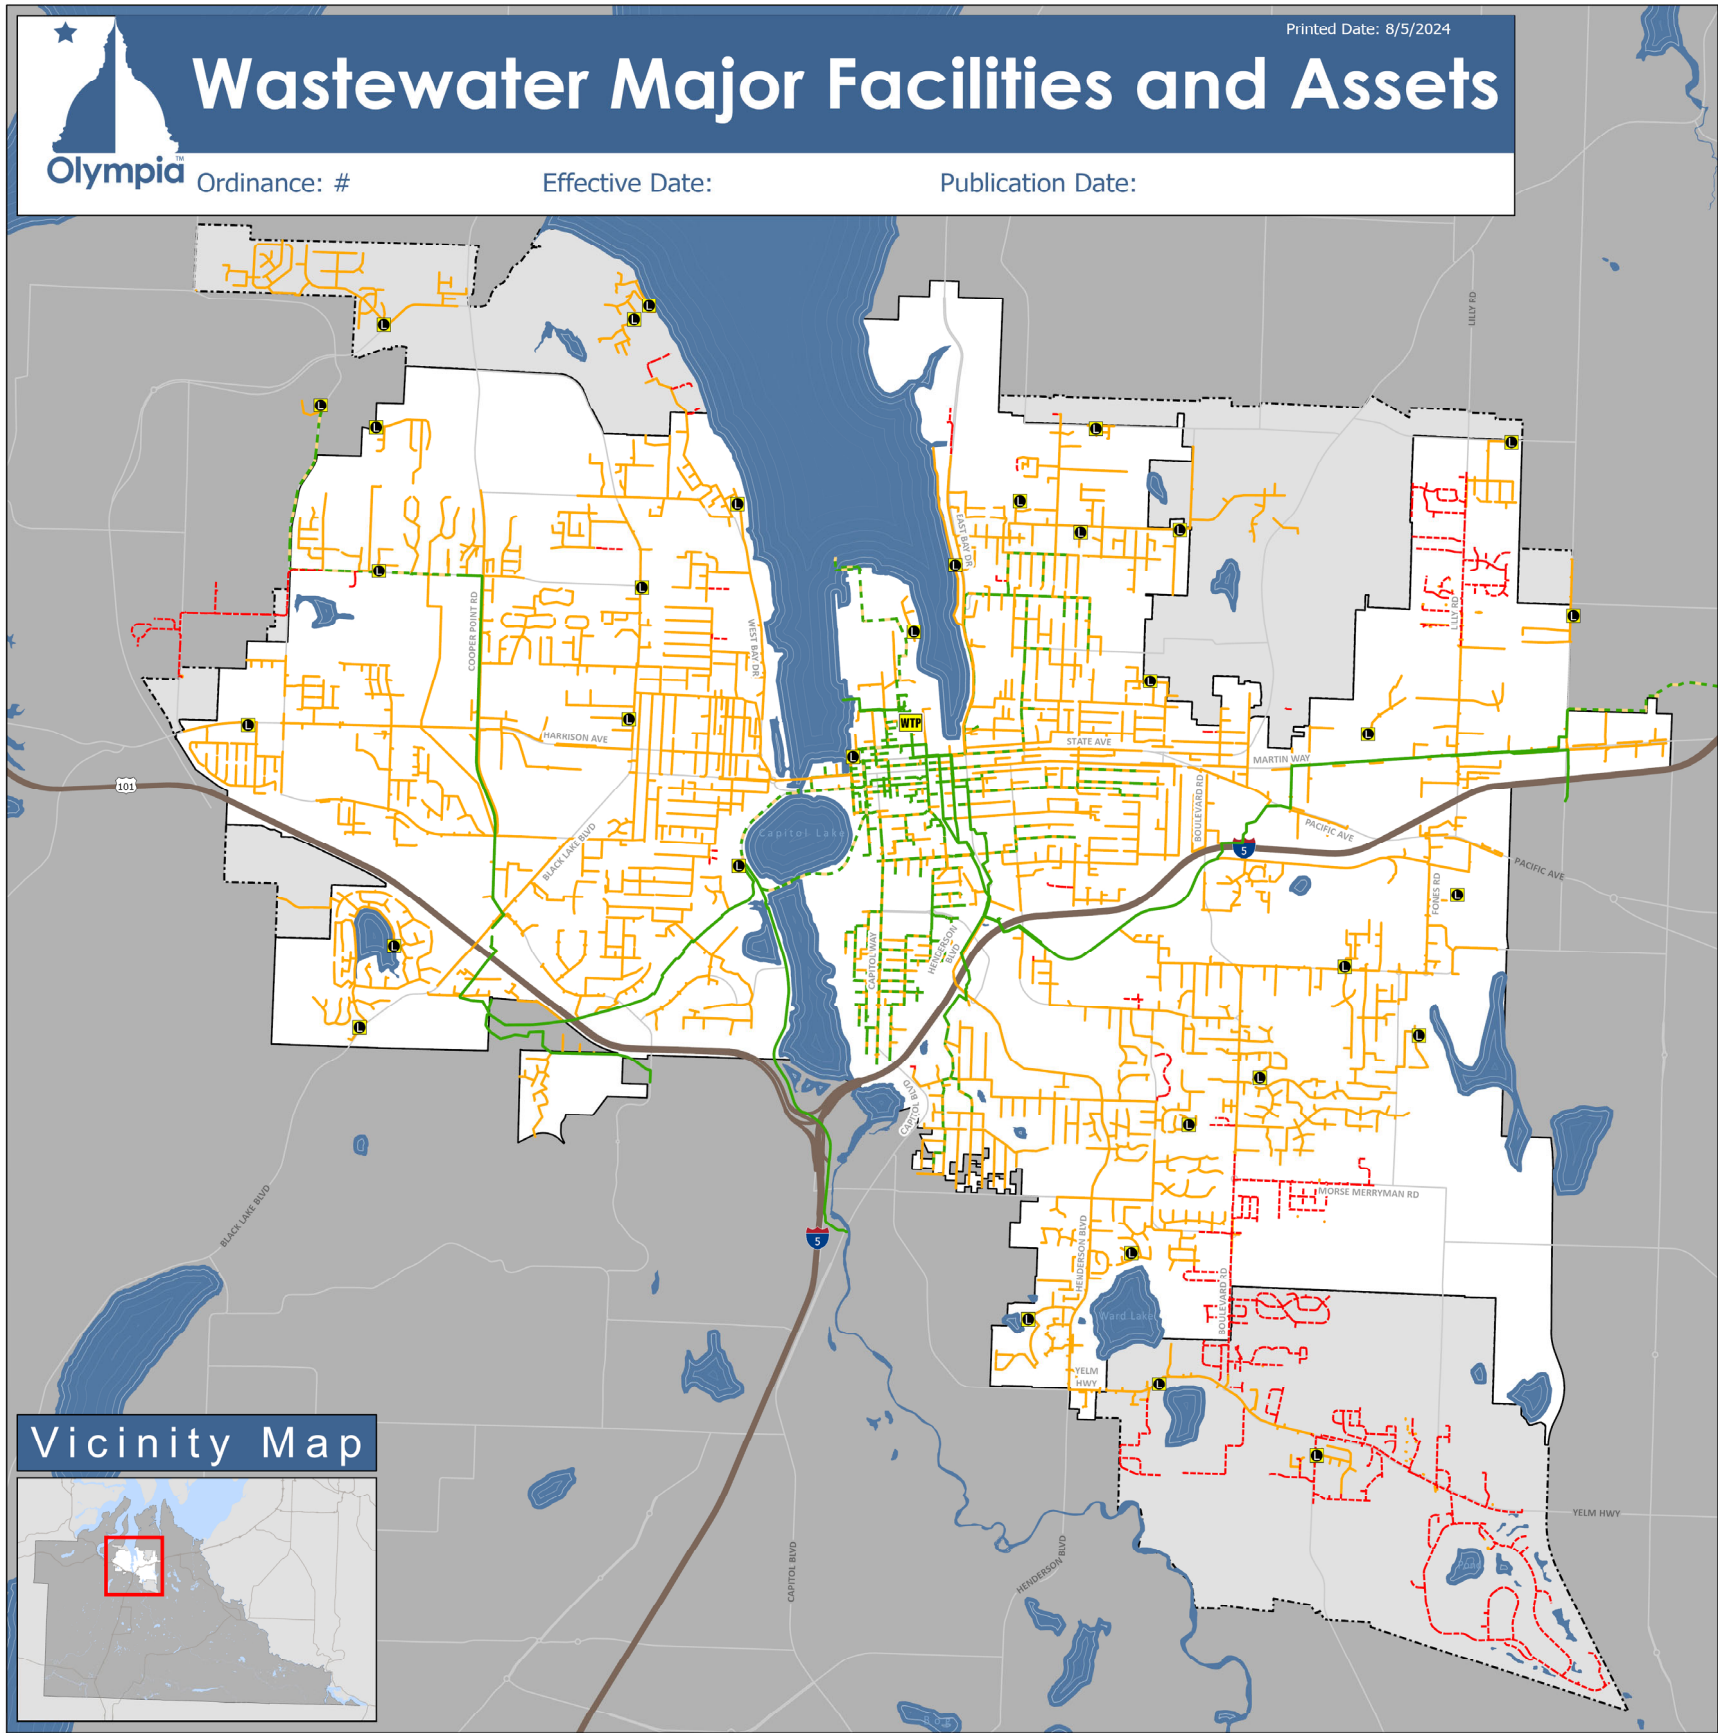 Printed Date: 8/5/2024
Wastewater Major Facilities and Assets
Olympia™
Ordinance: #
Effective Date:
Publication Date:
LILLY RD
L
L
L
L
L
L
L
L
L
L
L
EAST BAY DR
L
L
L
L
L
COOPER POINT RD
WEST BAY DR
LILLY RD
L
L
L
L
L
WTP
L
HARRISON AVE
STATE AVE
L
MARTIN WAY
101
BOULEVARD RD
Capitol Lake
PACIFIC AVE
BLACK LAKE BLVD
5
PACIFIC AVE
L
FONES RD
L
CAPITOL WAY
HENDERSON BLVD
L
L
L
L
L
CAPITOL BLVD
L
MORSE MERRYMAN RD
BLACK LAKE BLVD
5
HENDERSON BLVD
L
BOULEVARD RD
Ward Lake
L
YELM
HWY
L
Vicinity Map
L
YELM HWY
CAPITOL BLVD
HENDERSON BLVD